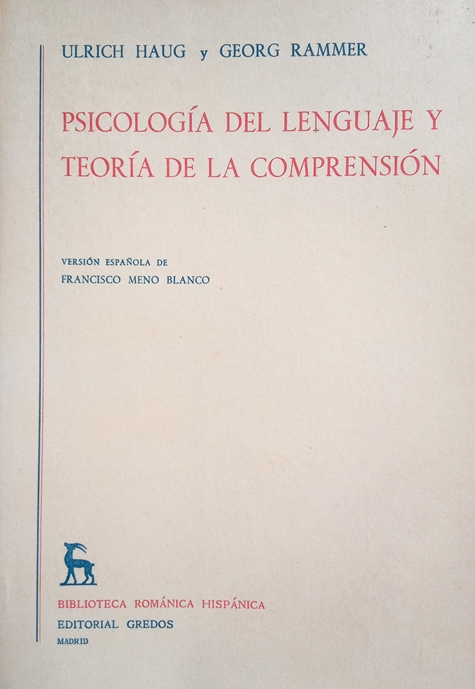 ULRICH HAUG y GEORG RAMMER
PSICOLOGÍA DEL LENGUAJE Y
TEORÍA DE LA COMPRENSIÓN
VERSIÓN ESPAÑOLA DE
FRANCISCO MENO BLANCO
BIBLIOTECA ROMÁNICA HISPÁNICA
EDITORIAL GREDOS
MADRID